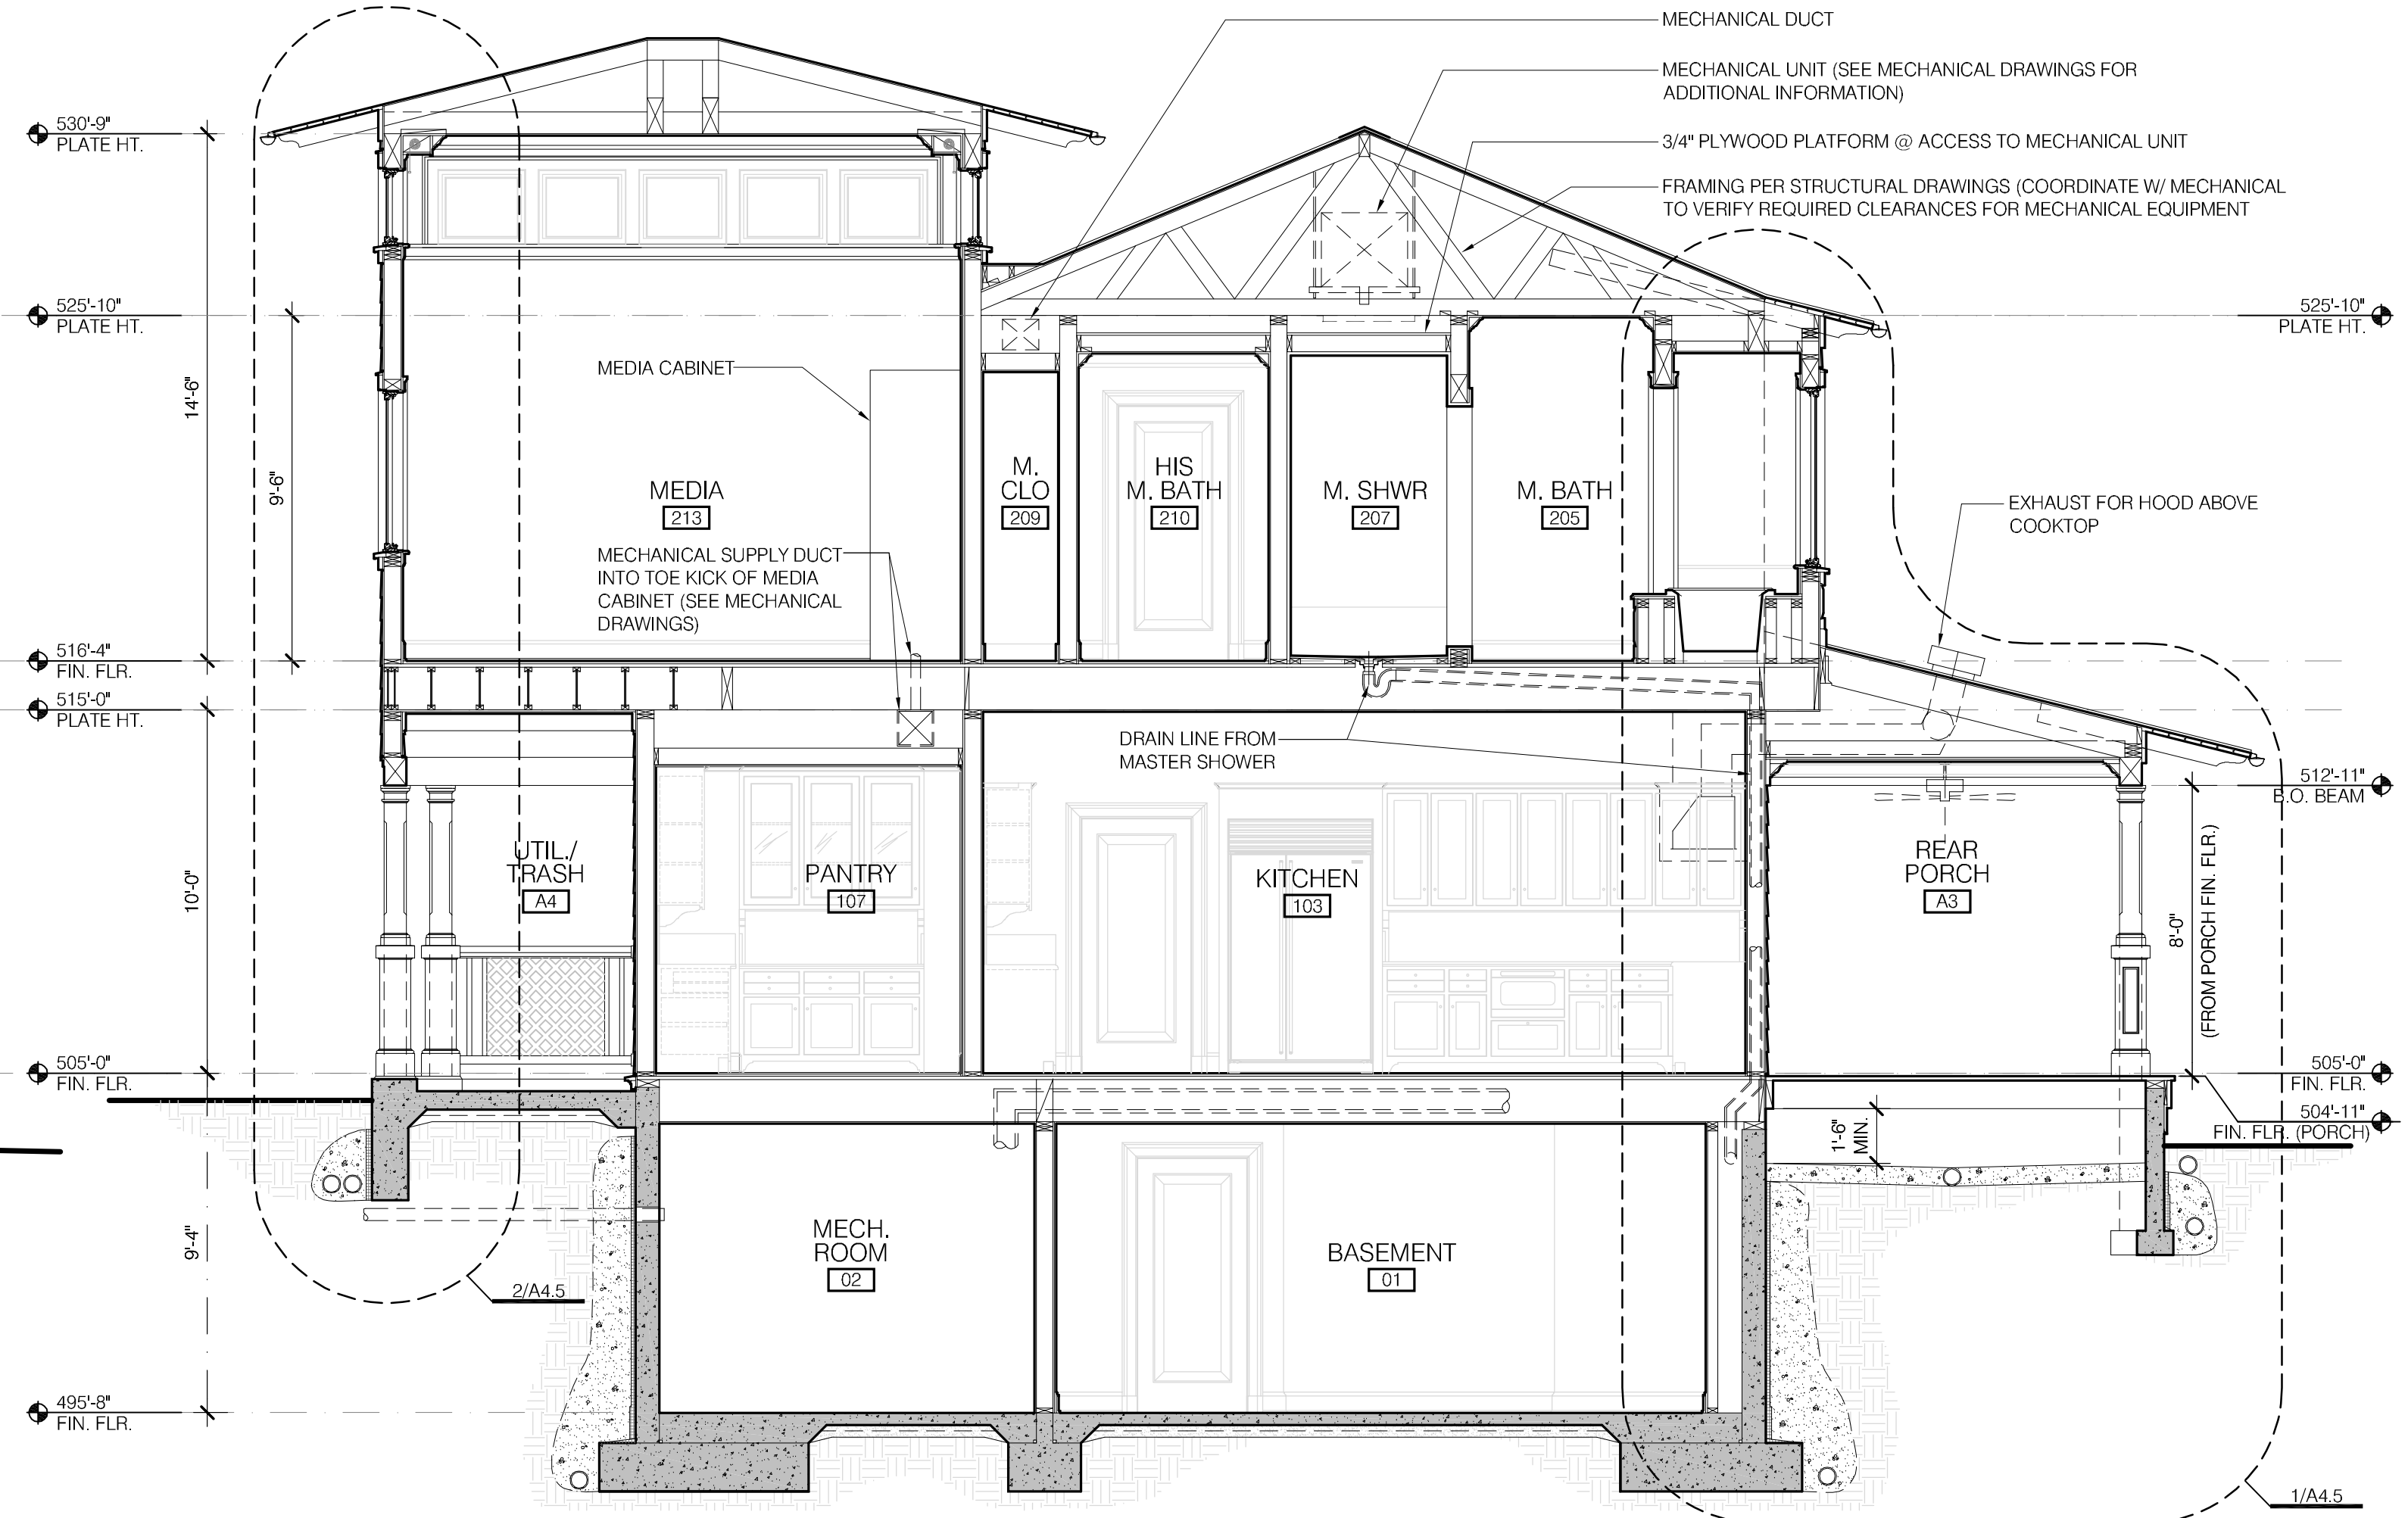 MECHANICAL DUCT
MECHANICAL UNIT (SEE MECHANICAL DRAWINGS FOR
ADDITIONAL INFORMATION)
3/4" PLYWOOD PLATFORM @ ACCESS TO MECHANICAL UNIT
FRAMING PER STRUCTURAL DRAWINGS (COORDINATE W/ MECHANICAL
TO VERIFY REQUIRED CLEARANCES FOR MECHANICAL EQUIPMENT
530'-9"
PLATE HT.
525'-10"
PLATE HT.
525'-10"
PLATE HT.
14'-6"
9'-6"
MEDIA CABINET
MEDIA
213
M.
CLO
209
HIS
M. BATH
210
M. SHWR
207
M. BATH
205
EXHAUST FOR HOOD ABOVE
COOKTOP
MECHANICAL SUPPLY DUCT
INTO TOE KICK OF MEDIA
CABINET (SEE MECHANICAL
DRAWINGS)
516'-4"
FIN. FLR.
515'-0"
PLATE HT.
DRAIN LINE FROM
MASTER SHOWER
512'-11"
B.O. BEAM
10'-0"
UTIL./
TRASH
A4
PANTRY
107
KITCHEN
103
REAR
PORCH
A3
8'-0"
(FROM PORCH FIN. FLR.)
505'-0"
FIN. FLR.
505'-0"
FIN. FLR.
504'-11"
FIN. FLR. (PORCH)
1'-6"
MIN.
9'-4"
MECH.
ROOM
02
BASEMENT
01
2/A4.5
495'-8"
FIN. FLR.
1/A4.5